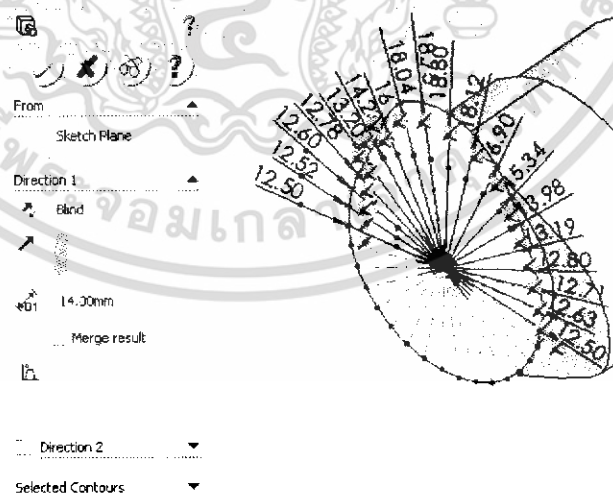 ?
?
From
Sketch Plane
Direction 1
Blind
14.00mm
Merge result
Direction 2
Selected Contours
12.50
12.52
12.60
12.78
13.20
18.04
18.80
18.12
16.90
15.34
13.98
13.19
12.80
12.71
12.63
12.50